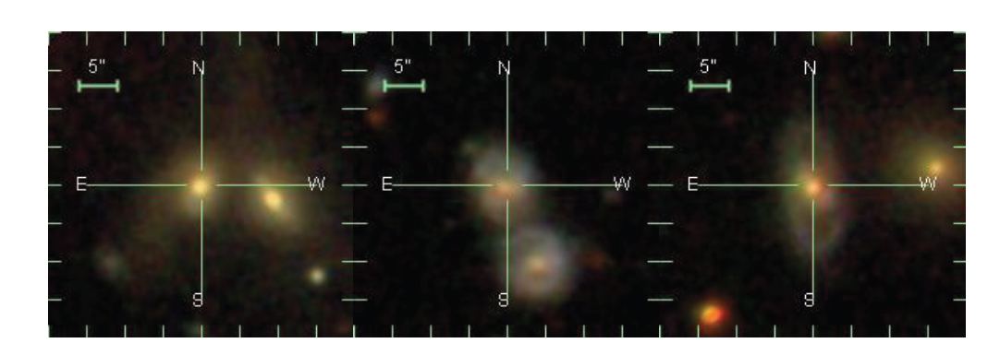 5" 5" 5"
N N N
E W E W E W
S S S